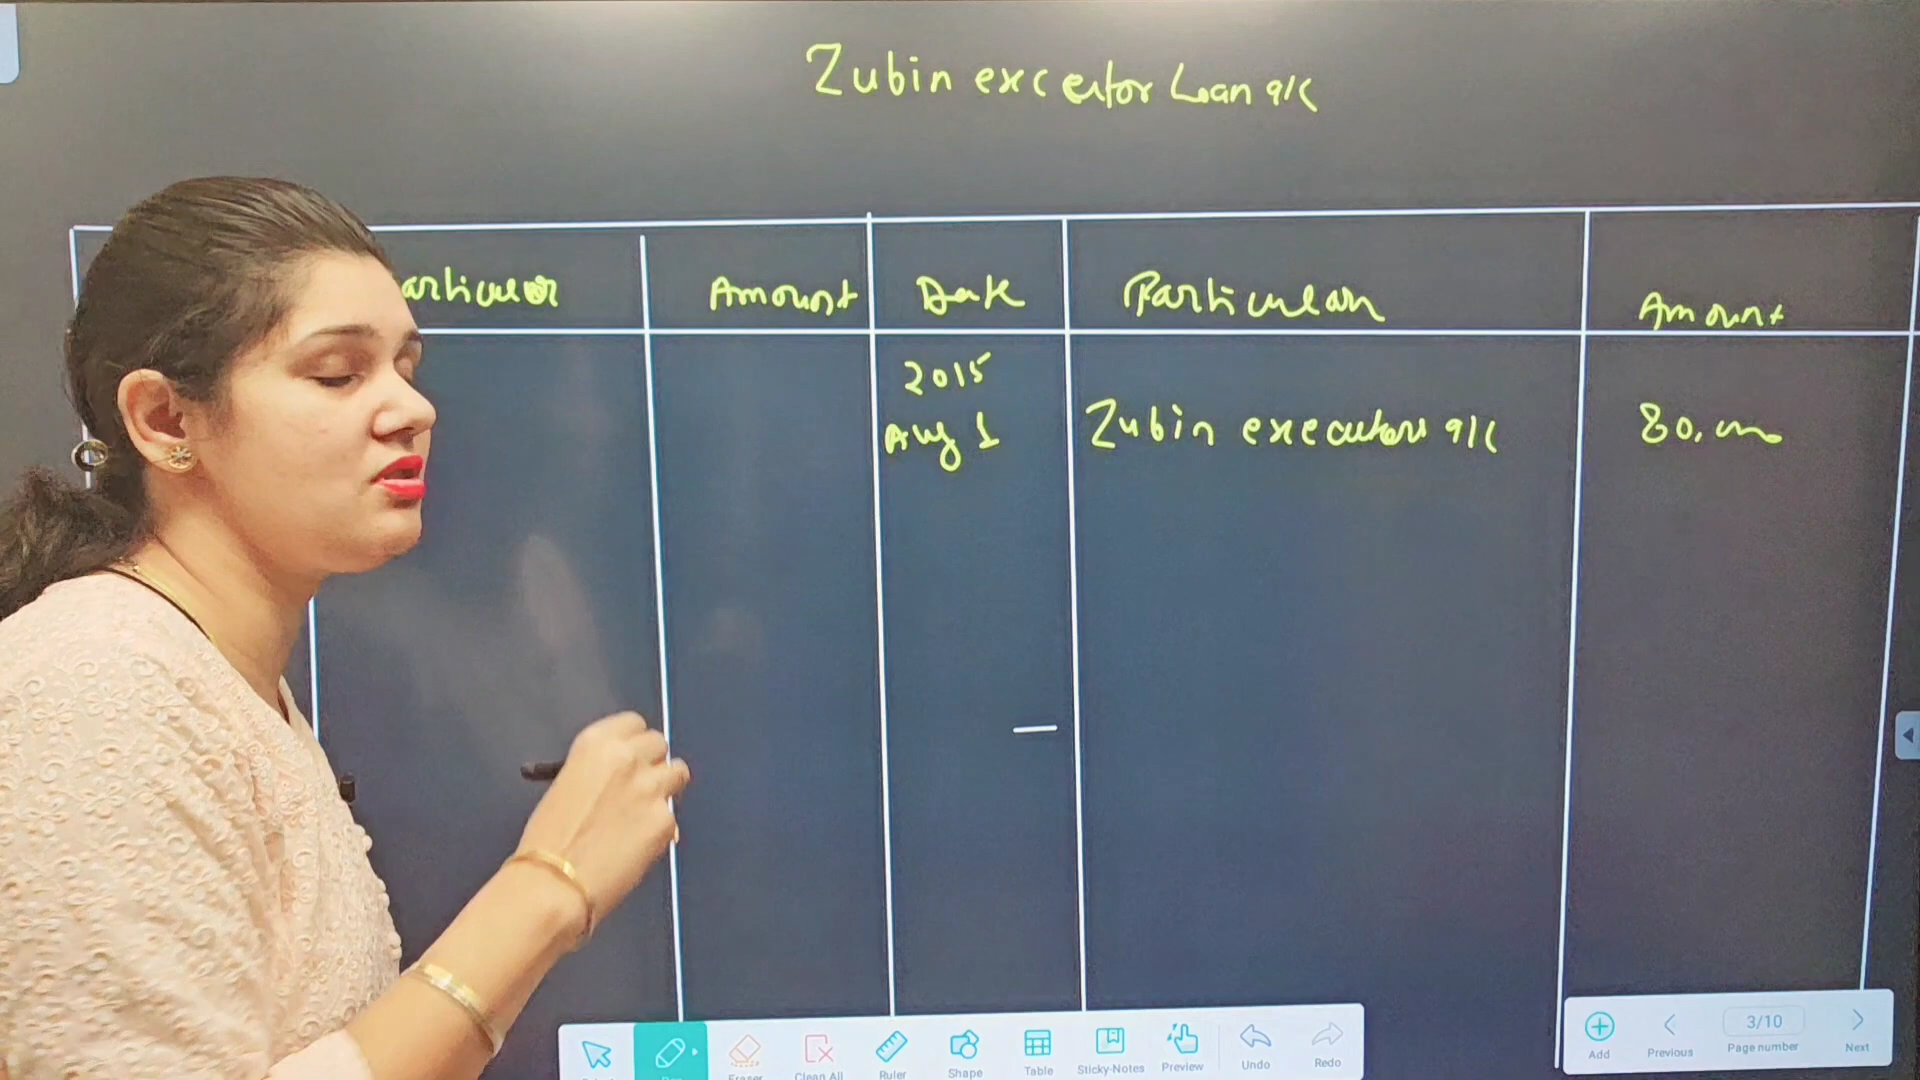 Zubin excertor Loan a/c
articular Amount Date Particular Amount
2015
Aug 1 Zubin executors a/c 80,000
Eraser Clean All Ruler Shape Table Sticky-Notes Preview Undo Redo
Add Previous 3/10 Page number Next